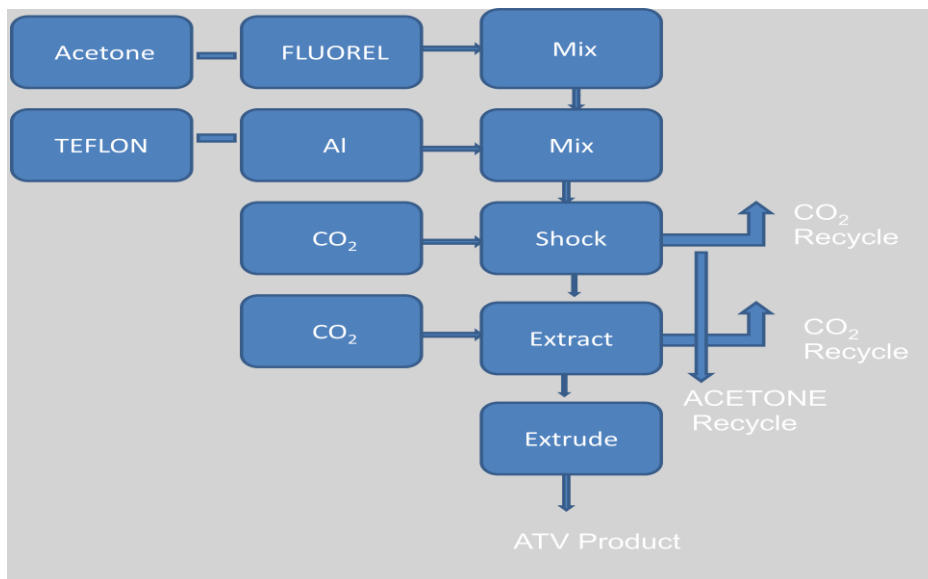 Acetone
FLUOREL
Mix
TEFLON
Al
Mix
CO₂
Shock
CO₂
Recycle
CO₂
Extract
CO₂
Recycle
ACETONE
Recycle
Extrude
ATV Product